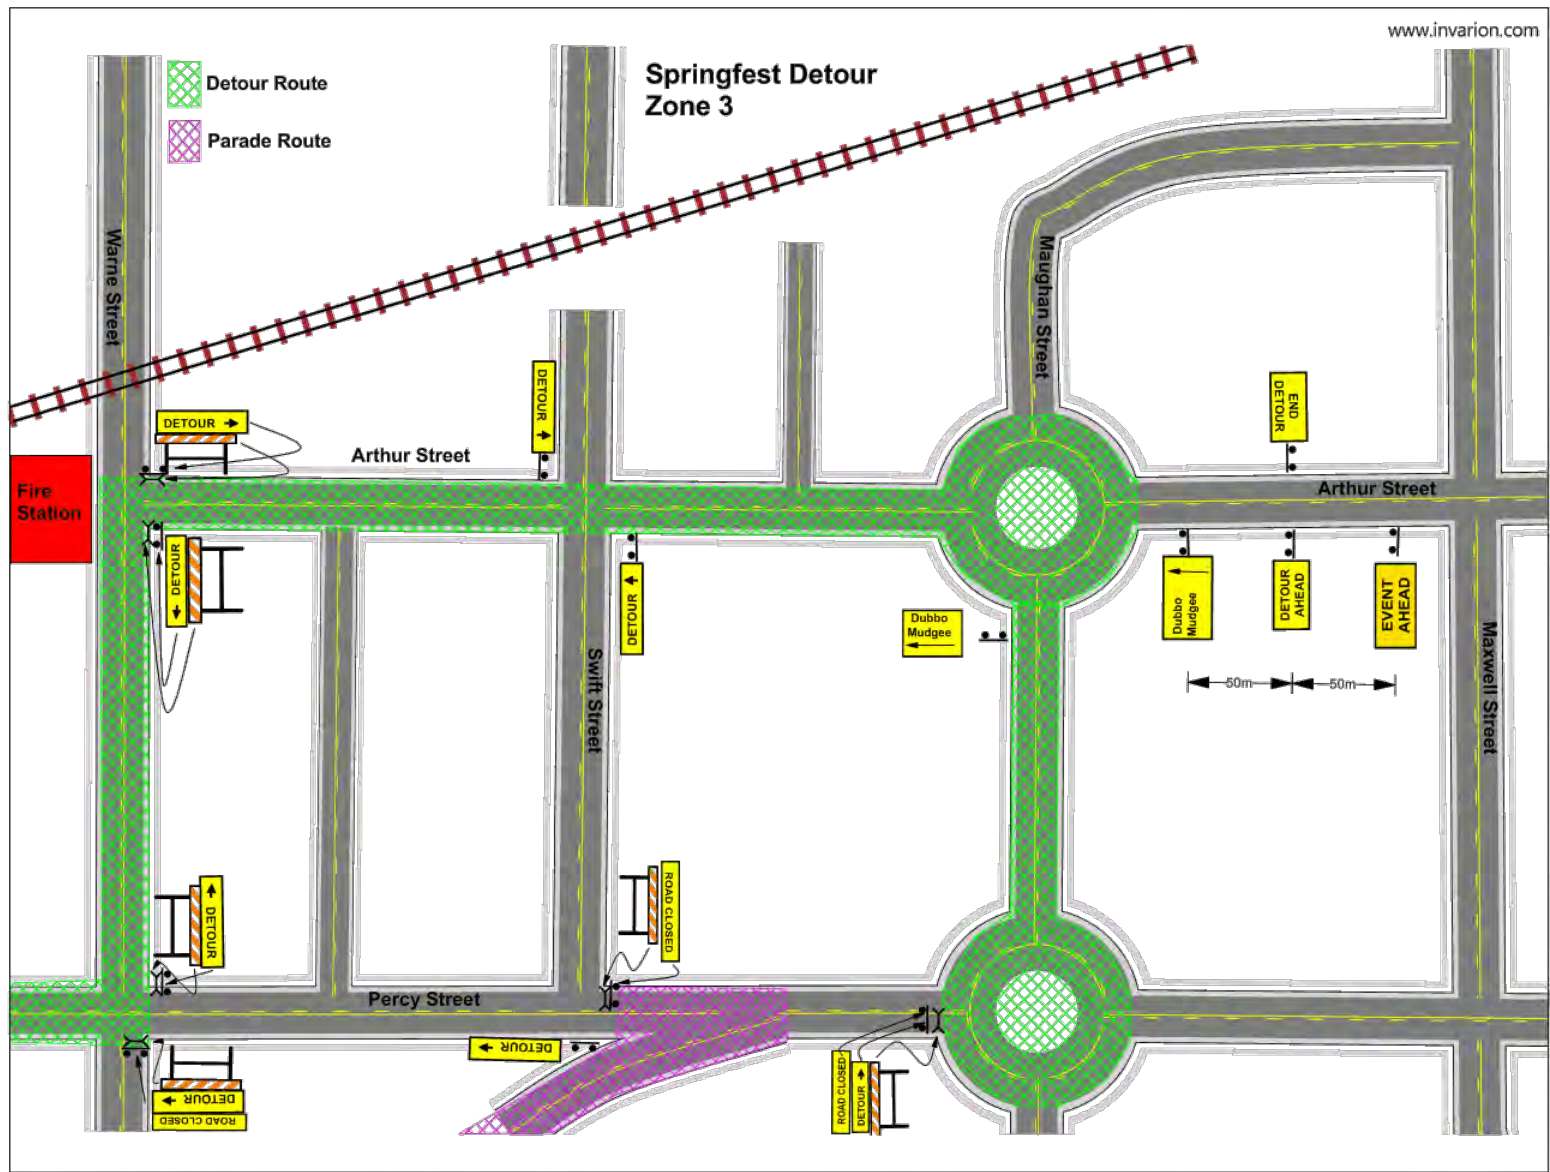 www.invarion.com
Springfest Detour
Zone 3
Detour Route
Parade Route
Warne Street
Maughan Street
DETOUR
DETOUR
END
DETOUR
Arthur Street
Arthur Street
Fire
Station
DETOUR
DETOUR
Dubbo
Mudgee
Dubbo
Mudgee
DETOUR
AHEAD
EVENT
AHEAD
50m
50m
Swift Street
Maxwell Street
DETOUR
ROAD CLOSED
Percy Street
DETOUR
ROAD CLOSED
DETOUR
DETOUR
ROAD CLOSED